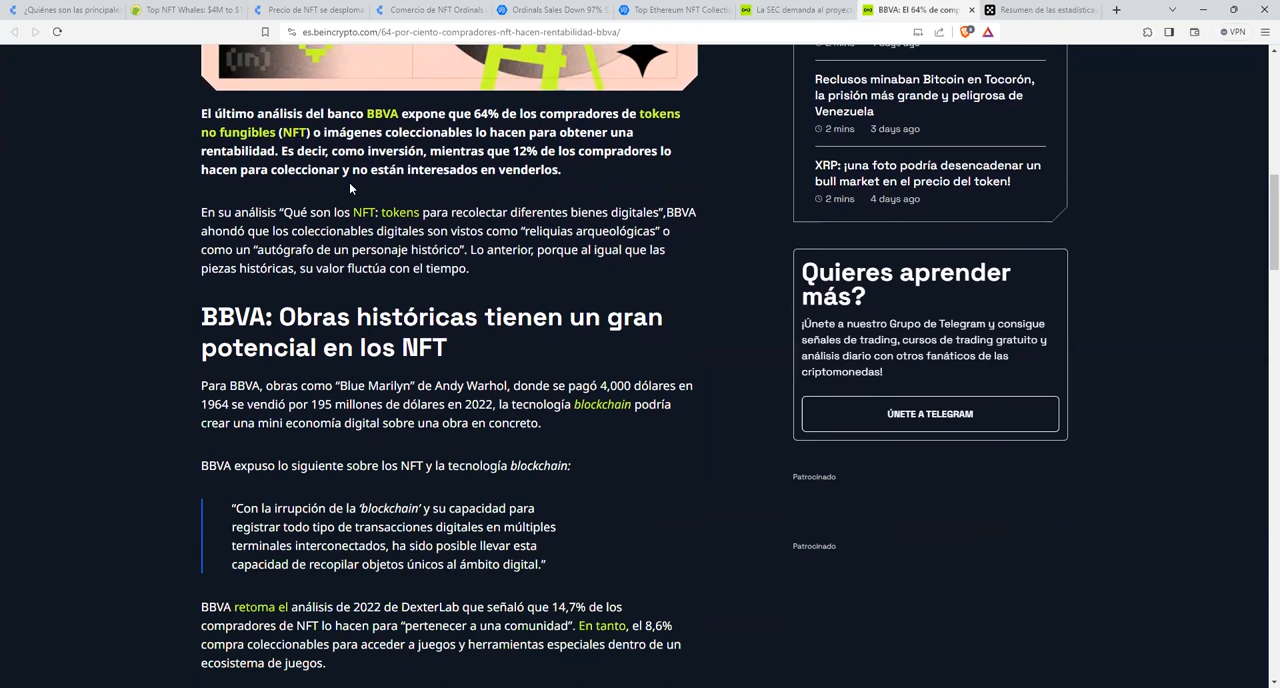 ¿Quiénes son las principale
Top NFT Whales: $4M to $1
Precio de NFT se desploma
Comercio de NFT Ordinals
Ordinals Sales Down 97% S
Top Ethereum NFT Collecti
La SEC demanda al proyect
BBVA: El 64% de comp
Resumen de las estadística
es.beincrypto.com/64-por-ciento-compradores-nft-hacen-rentabilidad-bbva/
VPN
El último análisis del banco BBVA expone que 64% de los compradores de tokens
no fungibles (NFT) o imágenes coleccionables lo hacen para obtener una
rentabilidad. Es decir, como inversión, mientras que 12% de los compradores lo
hacen para coleccionar y no están interesados en venderlos.
En su análisis “Qué son los NFT: tokens para recolectar diferentes bienes digitales”,BBVA
ahondó que los coleccionables digitales son vistos como “reliquias arqueológicas” o
como un “autógrafo de un personaje histórico”. Lo anterior, porque al igual que las
piezas históricas, su valor fluctúa con el tiempo.
BBVA: Obras históricas tienen un gran
potencial en los NFT
Para BBVA, obras como “Blue Marilyn” de Andy Warhol, donde se pagó 4,000 dólares en
1964 se vendió por 195 millones de dólares en 2022, la tecnología blockchain podría
crear una mini economía digital sobre una obra en concreto.
BBVA expuso lo siguiente sobre los NFT y la tecnología blockchain:
“Con la irrupción de la ‘blockchain’ y su capacidad para
registrar todo tipo de transacciones digitales en múltiples
terminales interconectados, ha sido posible llevar esta
capacidad de recopilar objetos únicos al ámbito digital.”
BBVA retoma el análisis de 2022 de DexterLab que señaló que 14,7% de los
compradores de NFT lo hacen para “pertenecer a una comunidad”. En tanto, el 8,6%
compra coleccionables para acceder a juegos y herramientas especiales dentro de un
ecosistema de juegos.
Reclusos minaban Bitcoin en Tocorón,
la prisión más grande y peligrosa de
Venezuela
2 mins 3 days ago
XRP: ¡una foto podría desencadenar un
bull market en el precio del token!
2 mins 4 days ago
Quieres aprender
más?
¡Únete a nuestro Grupo de Telegram y consigue
señales de trading, cursos de trading gratuito y
análisis diario con otros fanáticos de las
criptomonedas!
ÚNETE A TELEGRAM
Patrocinado
Patrocinado